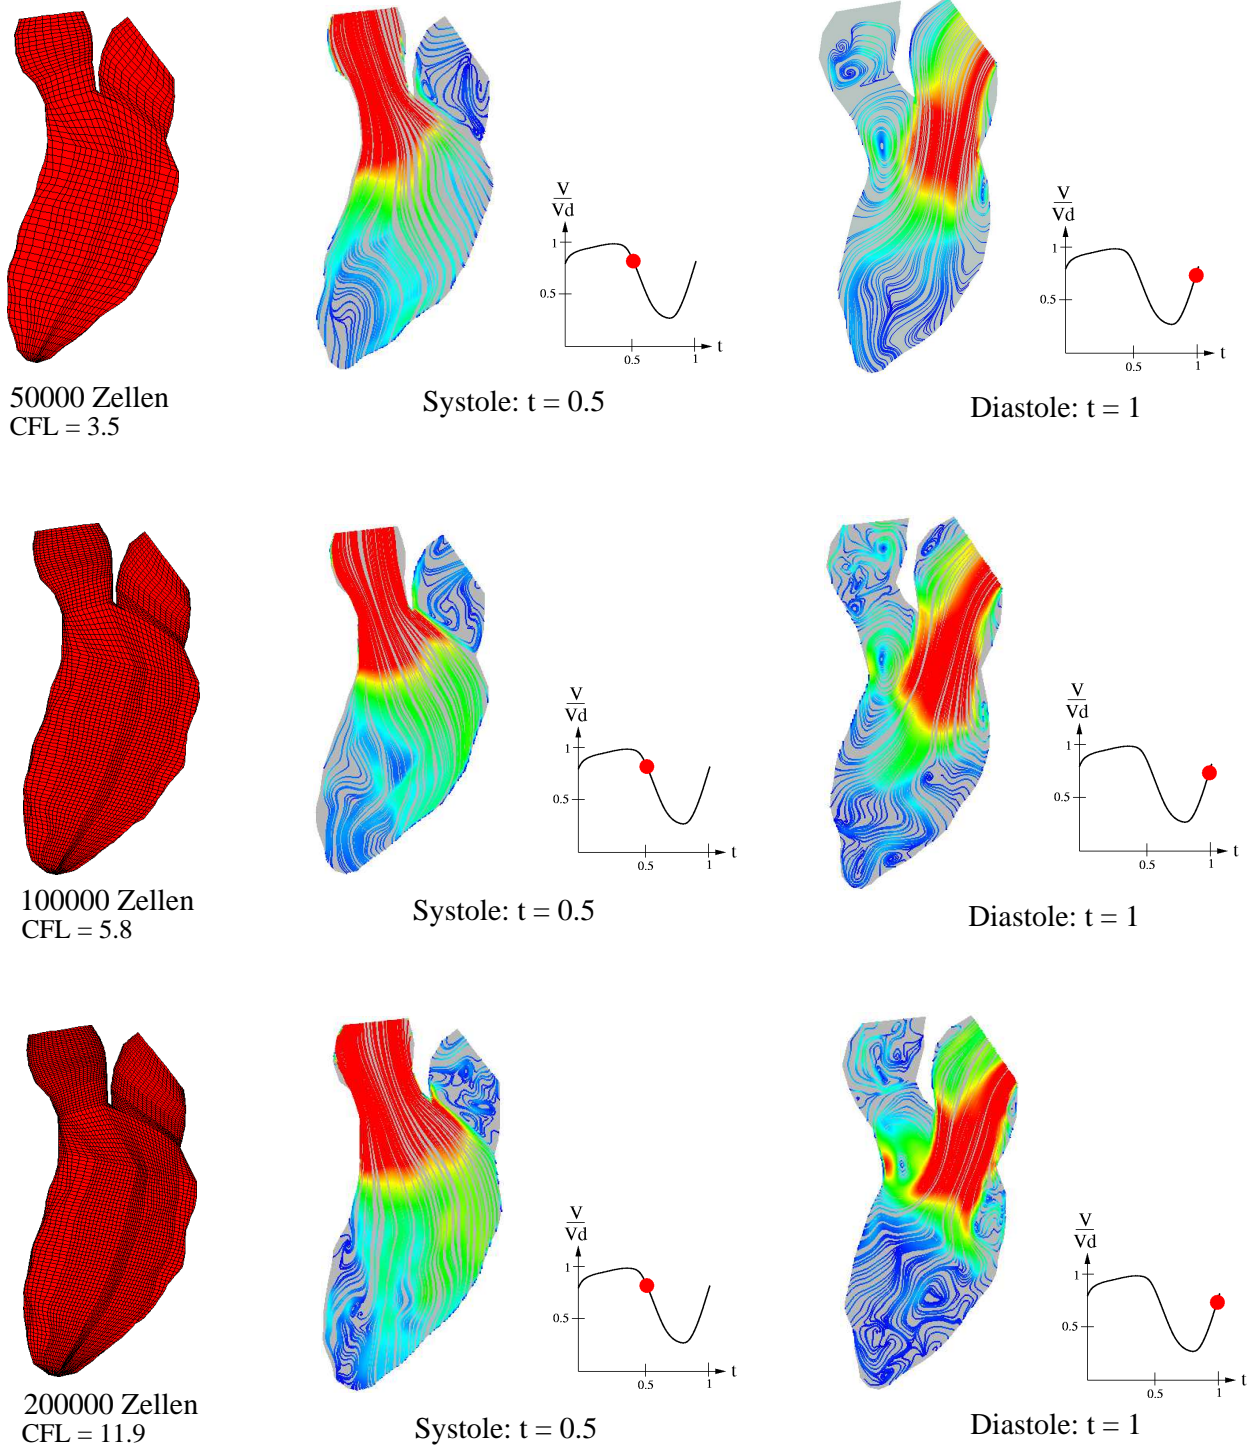 V
Vd
1
0.5
0.5
1
t
V
Vd
1
0.5
0.5
1
t
50000 Zellen
CFL = 3.5
Systole: t = 0.5
Diastole: t = 1
V
Vd
1
0.5
0.5
1
t
V
Vd
1
0.5
0.5
1
t
100000 Zellen
CFL = 5.8
Systole: t = 0.5
Diastole: t = 1
V
Vd
1
0.5
0.5
1
t
V
Vd
1
0.5
0.5
1
t
200000 Zellen
CFL = 11.9
Systole: t = 0.5
Diastole: t = 1